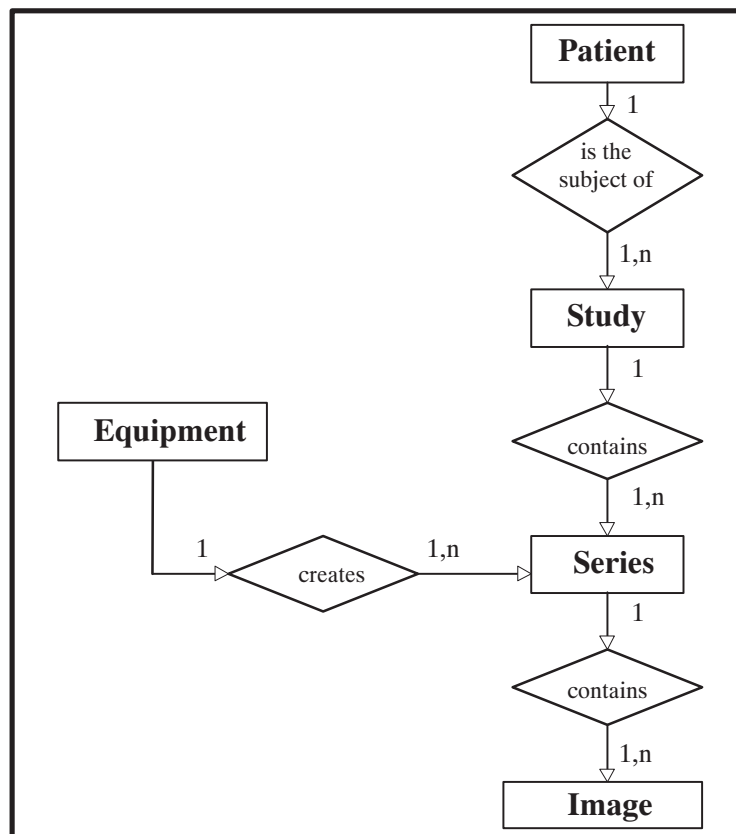 Patient
1
is the
subject of
1,n
Study
1
Equipment
contains
1,n
1
creates
1,n
Series
1
contains
1,n
Image